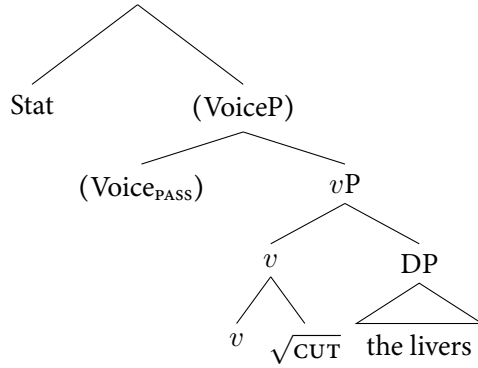 Stat (VoiceP)
(Voice_PASS) vP
v DP
v √CUT the livers